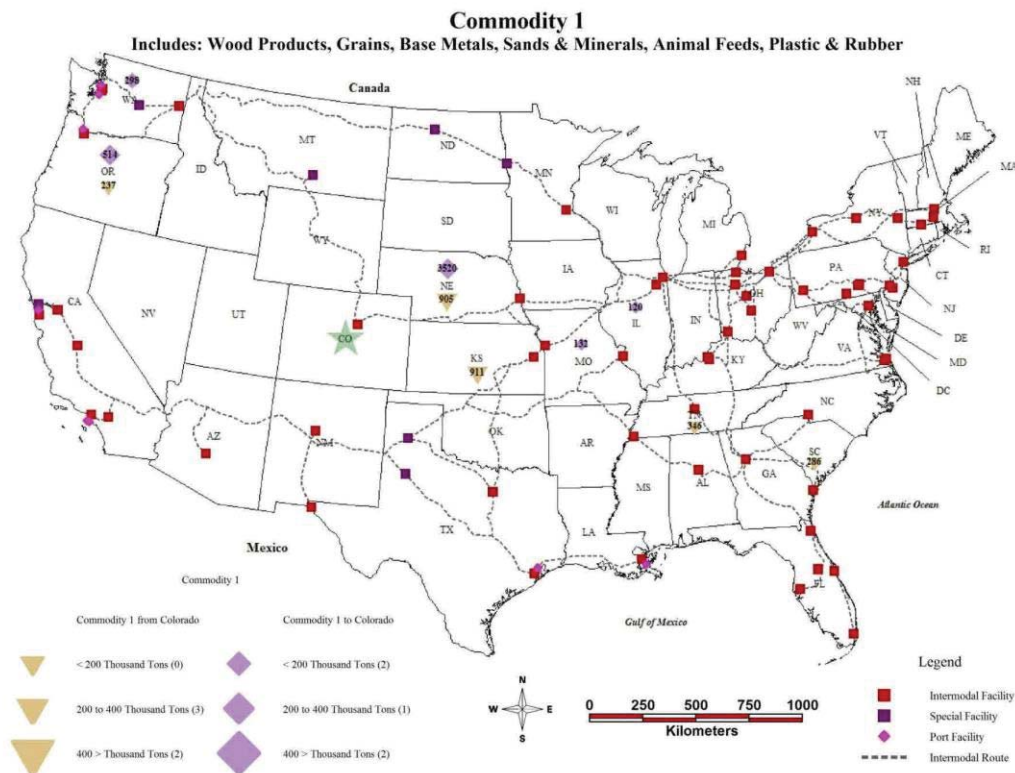 Commodity 1
Includes: Wood Products, Grains, Base Metals, Sands & Minerals, Animal Feeds, Plastic & Rubber
Canada
NH
VT
ME
MA
298
WA
MT
ND
MN
514
OR
237
ID
SD
WI
MI
NY
RI
CT
WY
3520
NE
905
IA
PA
OH
NJ
CA
NV
UT
CO
120
IL
IN
WV
DE
MD
VA
DC
KS
911
132
MO
KY
NC
AZ
NM
OK
AR
346
SC
286
MS
AL
GA
Atlantic Ocean
TX
LA
Mexico
FL
Gulf of Mexico
Commodity 1
Commodity 1 from Colorado
Commodity 1 to Colorado
< 200 Thousand Tons (0)
< 200 Thousand Tons (2)
200 to 400 Thousand Tons (3)
200 to 400 Thousand Tons (1)
400 > Thousand Tons (2)
400 > Thousand Tons (2)
N
W
E
S
0 250 500 750 1000
Kilometers
Legend
Intermodal Facility
Special Facility
Port Facility
Intermodal Route